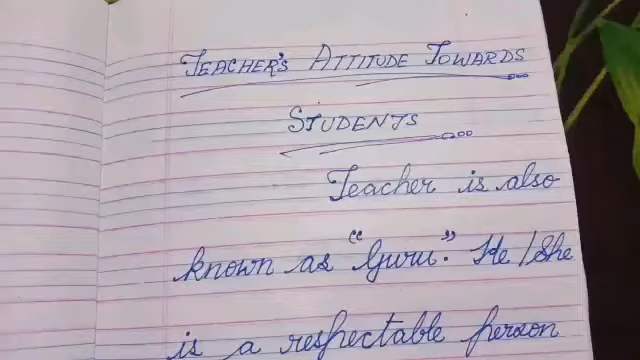 TEACHER'S ATTITUDE TOWARDS
STUDENTS
Teacher is also
known as "Guru". He/She
is a respectable person